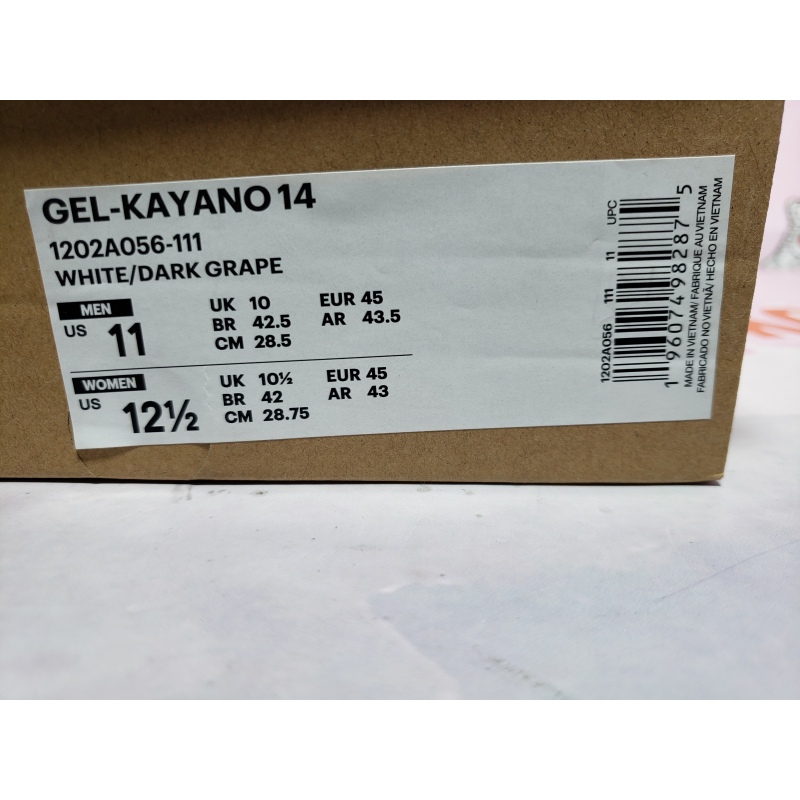 GEL-KAYANO 14
1202A056-111
WHITE/DARK GRAPE
MEN
US 11
UK 10 EUR 45
BR 42.5 AR 43.5
CM 28.5
WOMEN
US 12½
UK 10½ EUR 45
BR 42 AR 43
CM 28.75
1202A056 111 11 UPC
1 96074 98287 5
MADE IN VIETNAM/ FABRIQUE AU VIETNAM
FABRICADO NO VIETNÃ/ HECHO EN VIETNAM